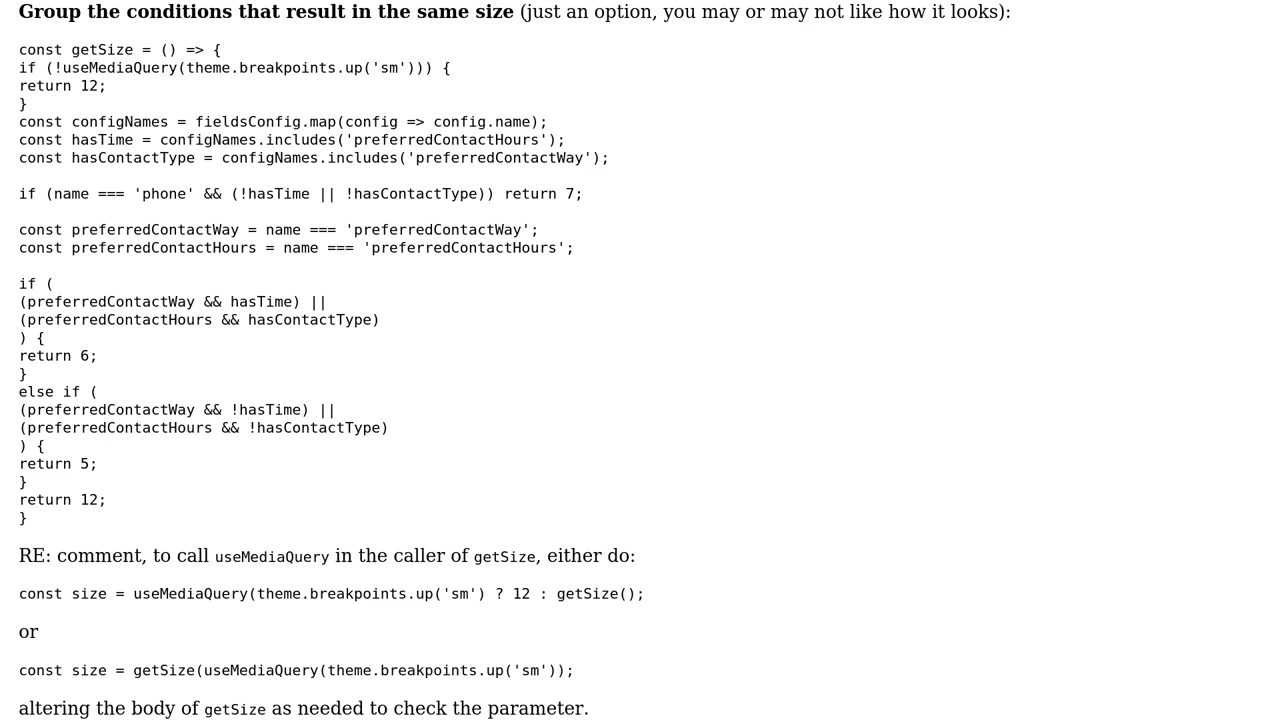 Group the conditions that result in the same size (just an option, you may or may not like how it looks):
const getSize = () => {
if (!useMediaQuery(theme.breakpoints.up('sm'))) {
return 12;
}
const configNames = fieldsConfig.map(config => config.name);
const hasTime = configNames.includes('preferredContactHours');
const hasContactType = configNames.includes('preferredContactWay');
if (name === 'phone' && (!hasTime || !hasContactType)) return 7;
const preferredContactWay = name === 'preferredContactWay';
const preferredContactHours = name === 'preferredContactHours';
if (
(preferredContactWay && hasTime) ||
(preferredContactHours && hasContactType)
) {
return 6;
}
else if (
(preferredContactWay && !hasTime) ||
(preferredContactHours && !hasContactType)
) {
return 5;
}
return 12;
}
RE: comment, to call useMediaQuery in the caller of getSize, either do:
const size = useMediaQuery(theme.breakpoints.up('sm') ? 12 : getSize();
or
const size = getSize(useMediaQuery(theme.breakpoints.up('sm'));
altering the body of getSize as needed to check the parameter.